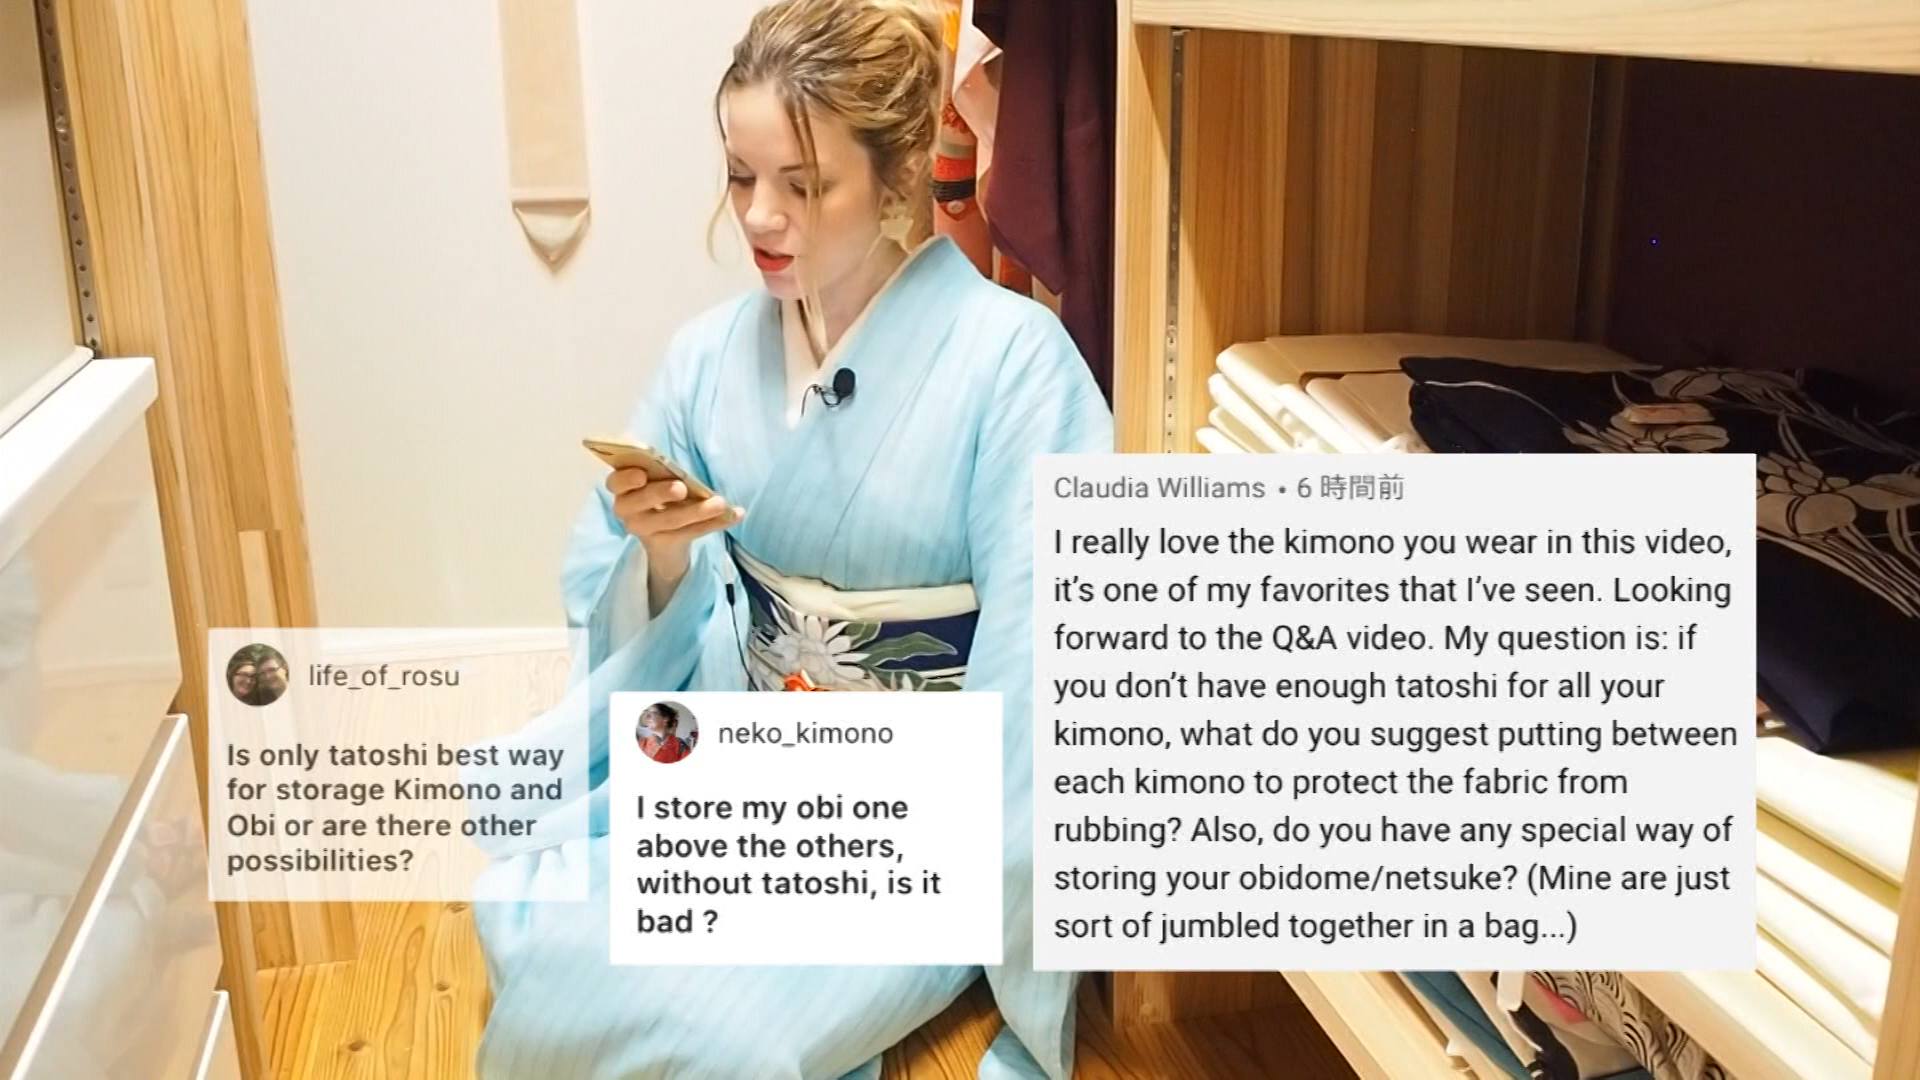 life_of_rosu
Is only tatoshi best way
for storage Kimono and
Obi or are there other
possibilities?
neko_kimono
I store my obi one
above the others,
without tatoshi, is it
bad ?
Claudia Williams • 6 時間前
I really love the kimono you wear in this video,
it's one of my favorites that I've seen. Looking
forward to the Q&A video. My question is: if
you don't have enough tatoshi for all your
kimono, what do you suggest putting between
each kimono to protect the fabric from
rubbing? Also, do you have any special way of
storing your obidome/netsuke? (Mine are just
sort of jumbled together in a bag...)